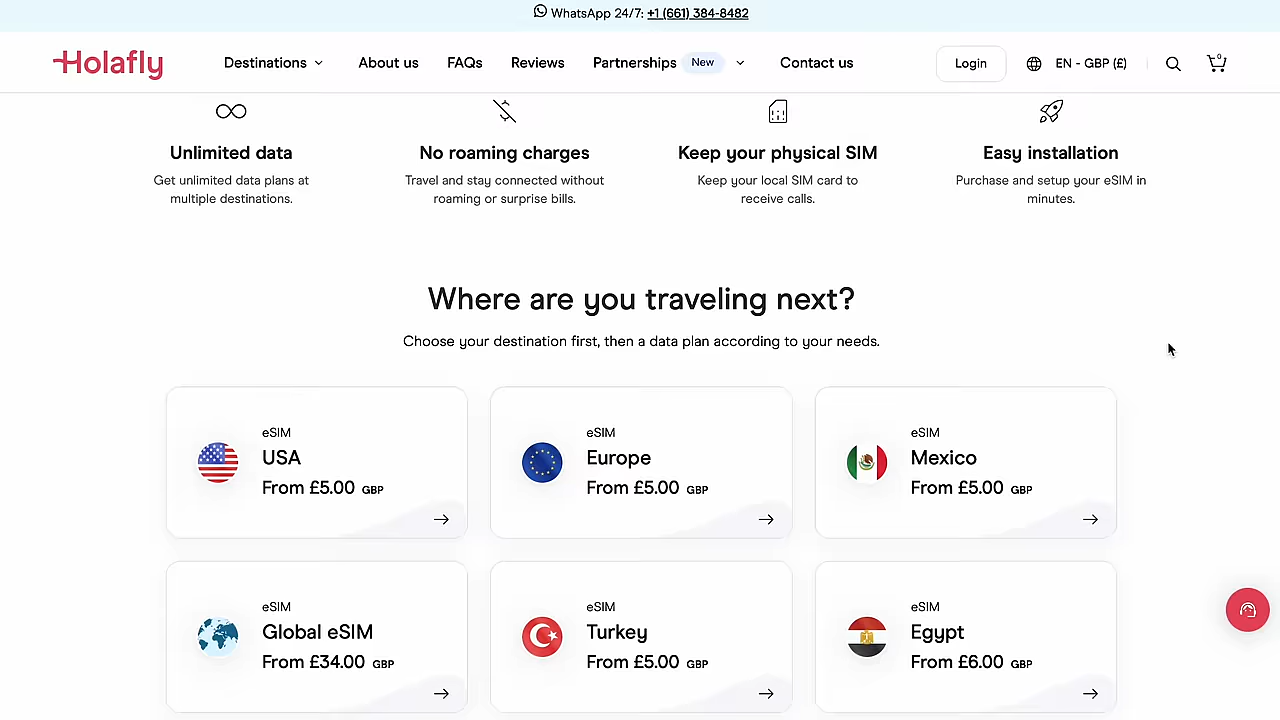 WhatsApp 24/7: +1 (661) 384-8482
Holafly
Destinations
About us
FAQs
Reviews
Partnerships
New
Contact us
Login
EN - GBP (£)
0
Unlimited data
Get unlimited data plans at
multiple destinations.
No roaming charges
Travel and stay connected without
roaming or surprise bills.
Keep your physical SIM
Keep your local SIM card to
receive calls.
Easy installation
Purchase and setup your eSIM in
minutes.
Where are you traveling next?
Choose your destination first, then a data plan according to your needs.
eSIM
USA
From £5.00 GBP
eSIM
Europe
From £5.00 GBP
eSIM
Mexico
From £5.00 GBP
eSIM
Global eSIM
From £34.00 GBP
eSIM
Turkey
From £5.00 GBP
eSIM
Egypt
From £6.00 GBP